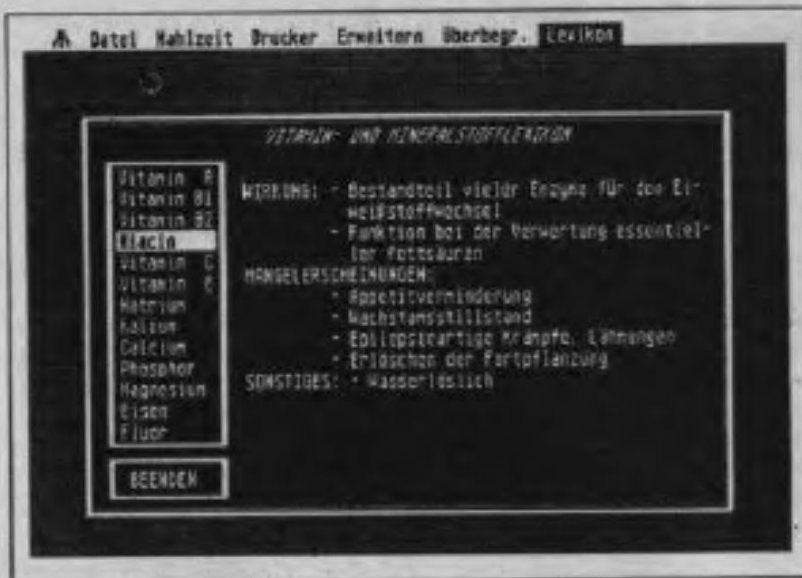 Datei Mahlzeit Drucker Erweitern Überbegr. Lexikon
VITAMIN- UND MINERALSTOFFLEXIKON
Vitamin A
Vitamin B1
Vitamin B2
Niacin
Vitamin C
Vitamin E
Natrium
Kalium
Calcium
Phosphor
Magnesium
Eisen
Fluor
BEENDEN
WIRKUNG: - Bestandteil vieler Enzyme für den Ei-
weißstoffwechsel
- Funktion bei der Verwertung essentiel-
ler Fettsäuren
MANGELERSCHEINUNGEN:
- Appetitverminderung
- Wachstumsstillstand
- Epilepsieartige Krämpfe, Lähmungen
- Erlöschen der Fortpflanzung
SONSTIGES: - Wasserlöslich